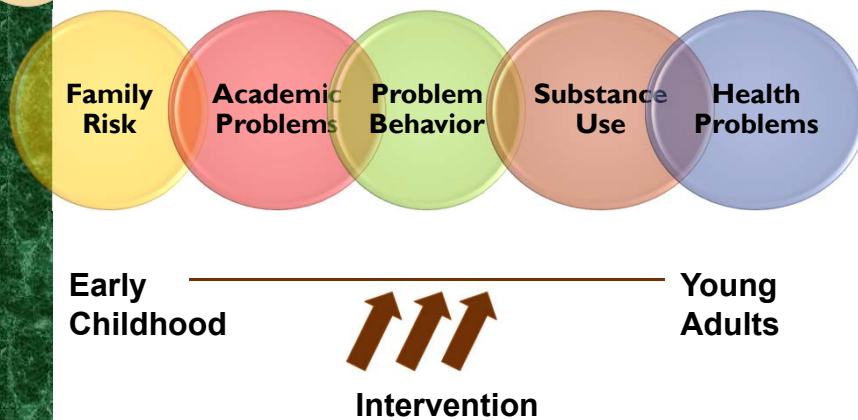 Family
Risk
Academic
Problems
Problem
Behavior
Substance
Use
Health
Problems
Early
Childhood
Young
Adults
Intervention